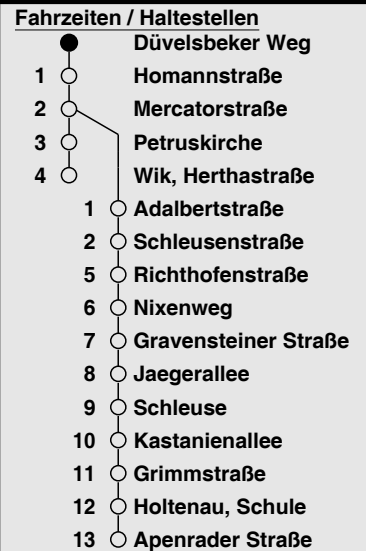 Fahrzeiten / Haltestellen
Düvelsbeker Weg
1 Homannstraße
2 Mercatorstraße
3 Petruskirche
4 Wik, Herthastraße
1 Adalbertstraße
2 Schleusenstraße
5 Richthofenstraße
6 Nixenweg
7 Gravensteiner Straße
8 Jaegerallee
9 Schleuse
10 Kastanienallee
11 Grimmstraße
12 Holtenau, Schule
13 Apenrader Straße